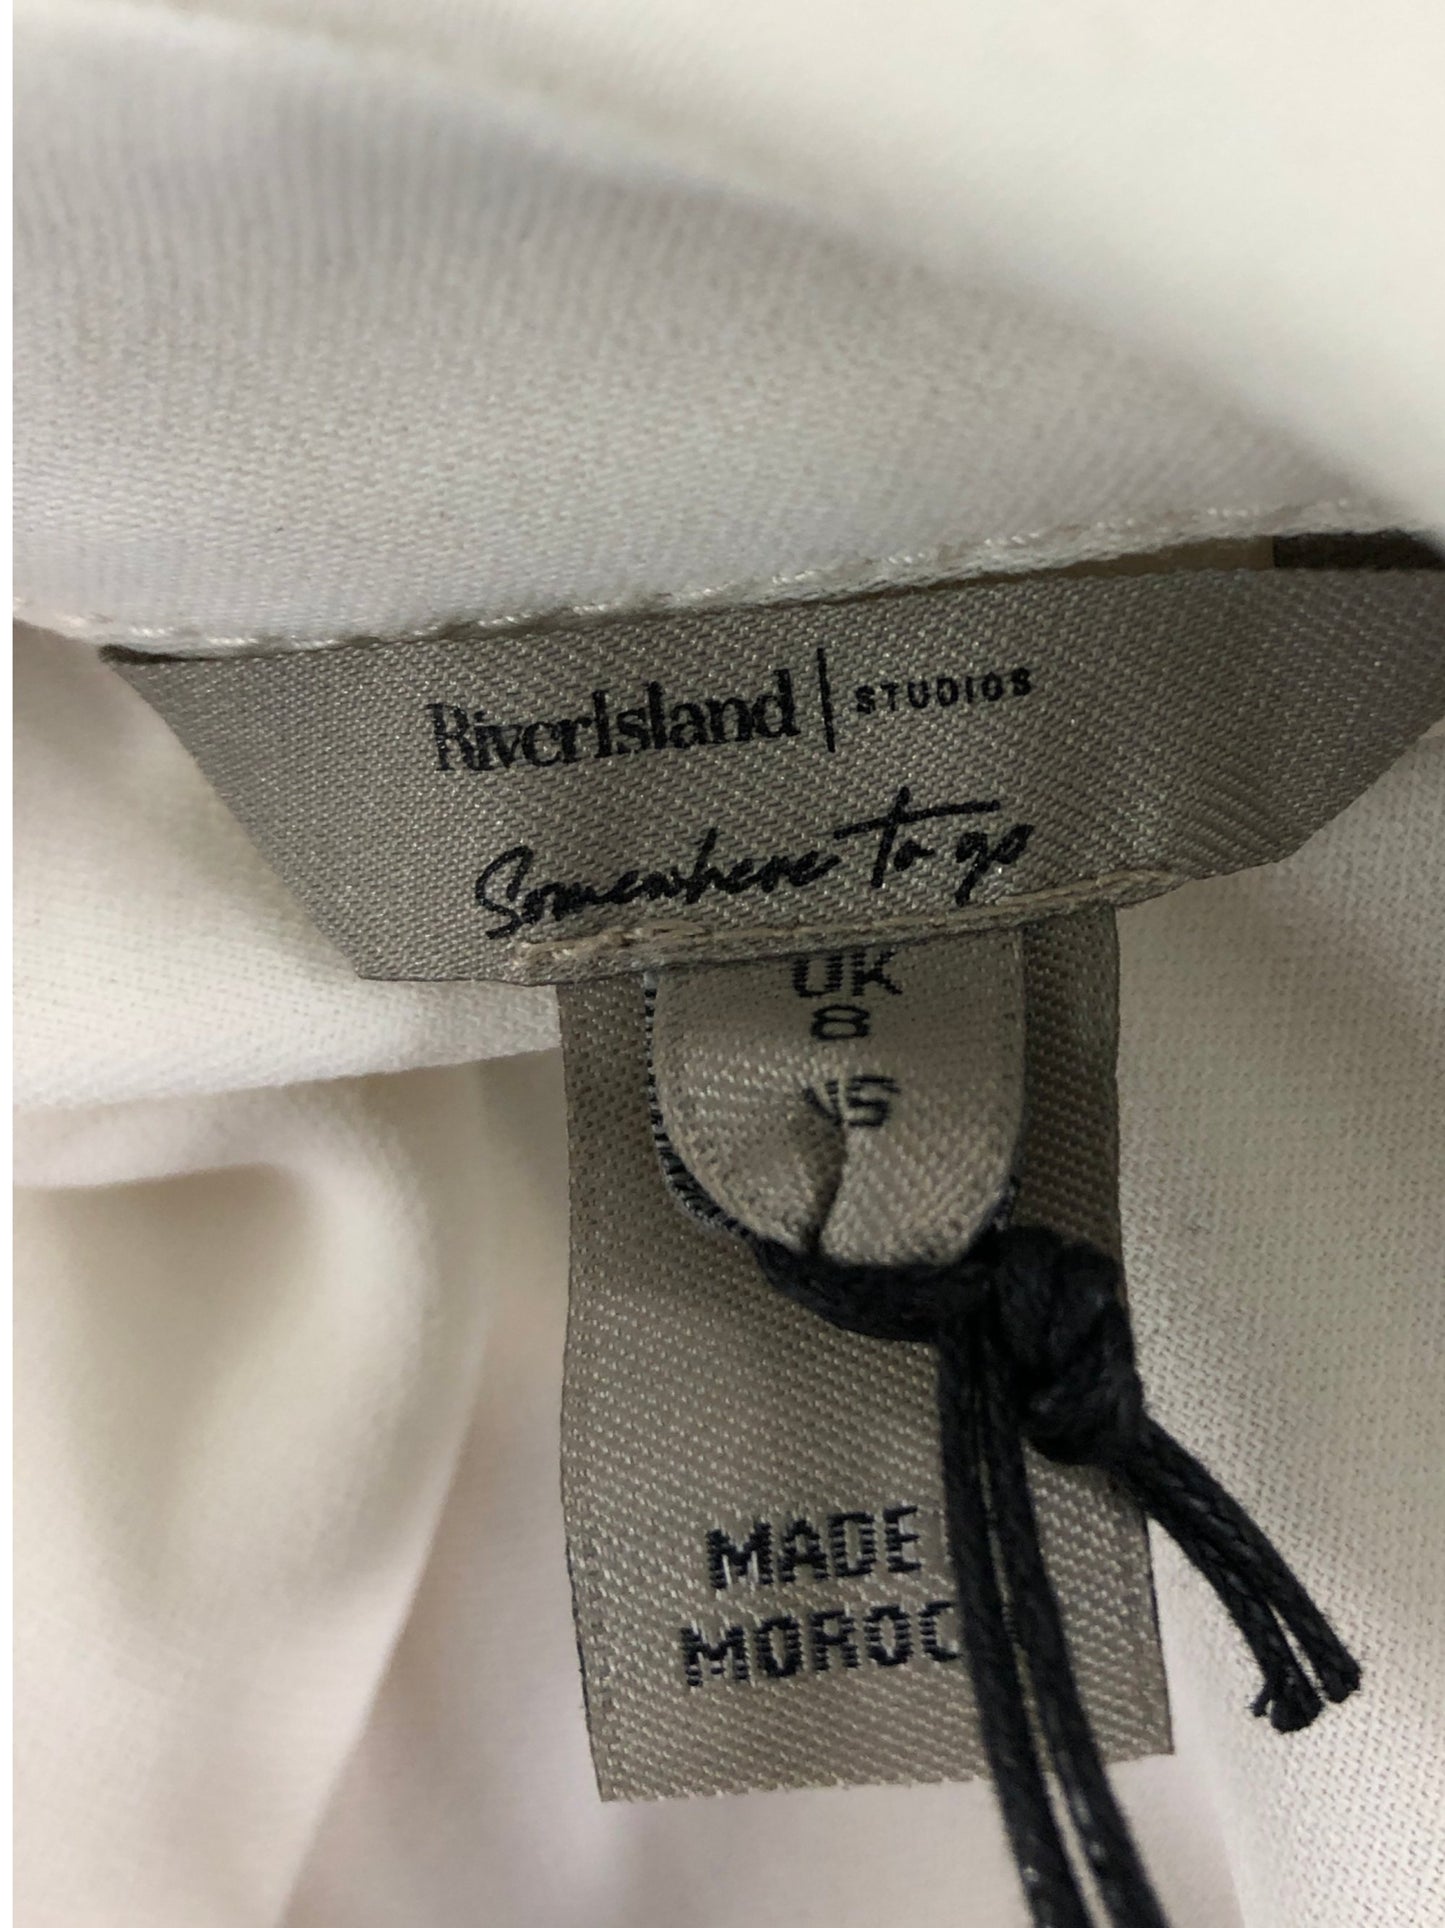 RiverIsland | STUDIOS
Somewhere to go
UK
8
MADE
MOROC